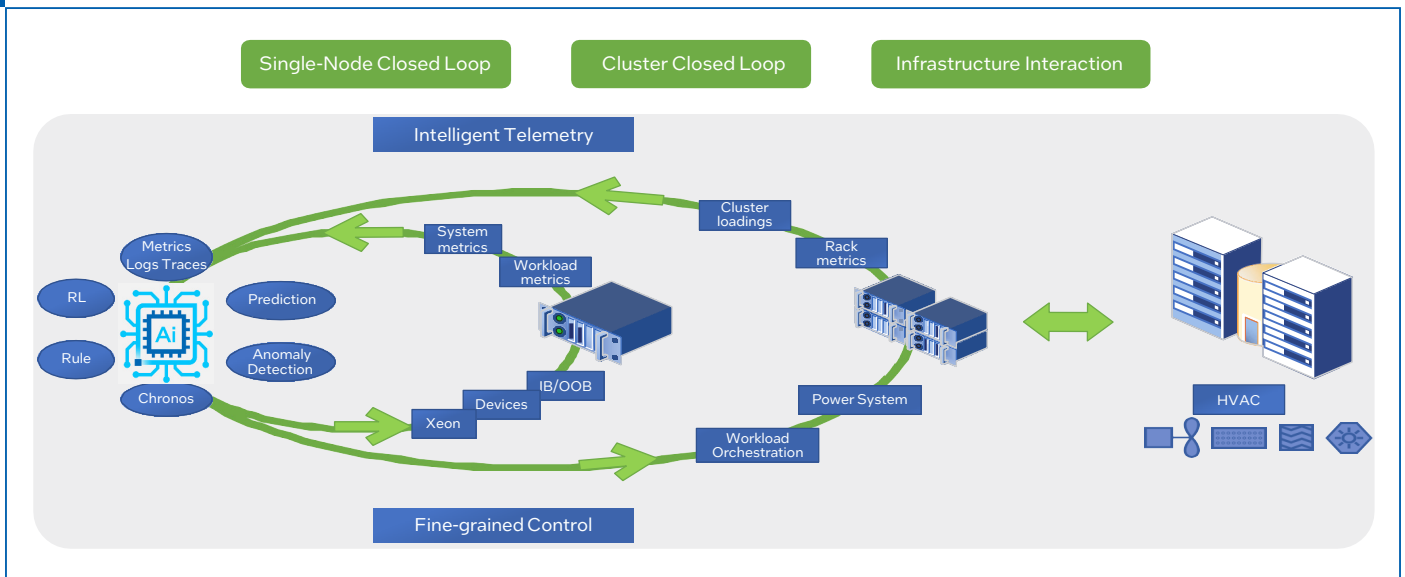 Single-Node Closed Loop
Cluster Closed Loop
Infrastructure Interaction
Intelligent Telemetry
Cluster
loadings
System
metrics
Rack
metrics
Workload
metrics
Metrics
Logs Traces
RL
Prediction
Ai
Rule
Anomaly
Detection
Chronos
IB/OOB
Devices
Xeon
Power System
HVAC
Workload
Orchestration
Fine-grained Control